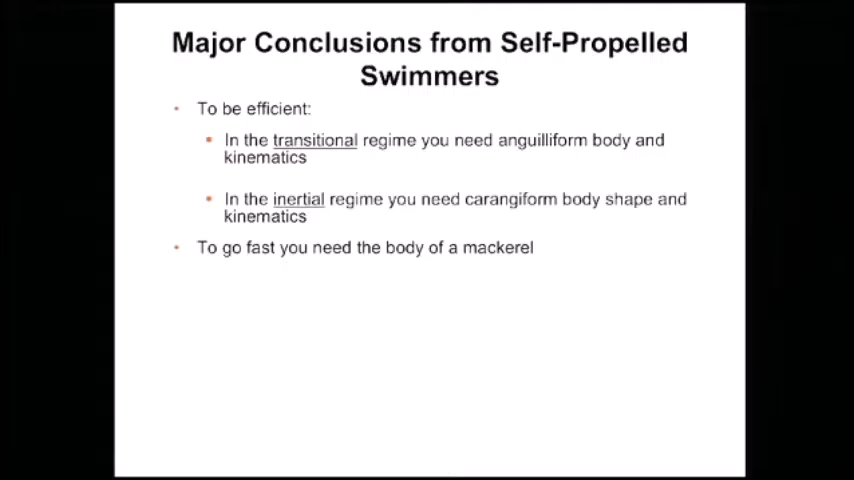 Major Conclusions from Self-Propelled
Swimmers
• To be efficient:
▪ In the transitional regime you need anguilliform body and
kinematics
▪ In the inertial regime you need carangiform body shape and
kinematics
• To go fast you need the body of a mackerel